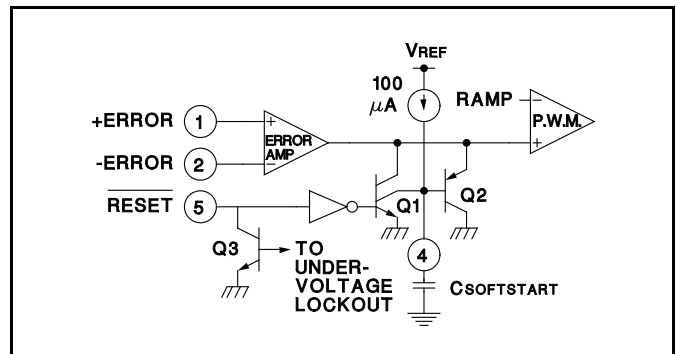 VREF
100
μA
RAMP
P.W.M.
+ERROR 1
+
ERROR
AMP
-
-ERROR 2
-
+
RESET 5
Q1
Q2
Q3
TO
UNDER-
VOLTAGE
LOCKOUT
4
CSOFTSTART